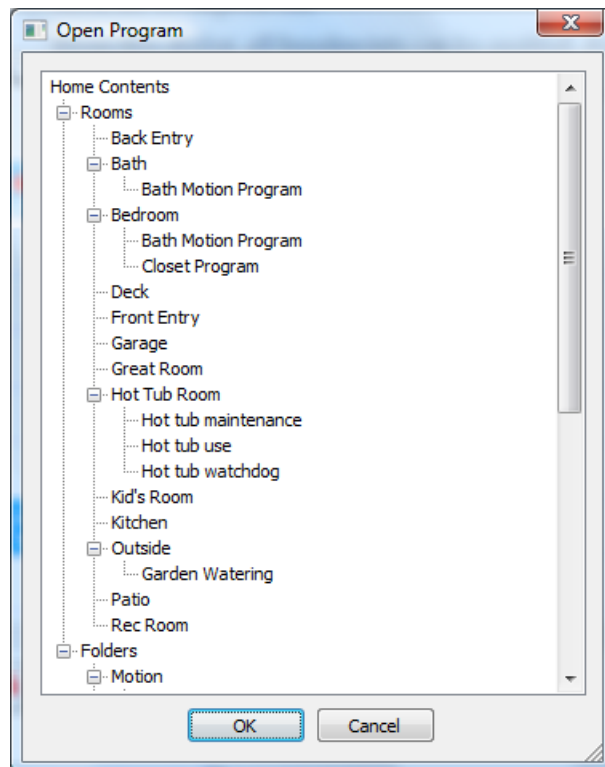 Open Program
Home Contents
Rooms
Back Entry
Bath
Bath Motion Program
Bedroom
Bath Motion Program
Closet Program
Deck
Front Entry
Garage
Great Room
Hot Tub Room
Hot tub maintenance
Hot tub use
Hot tub watchdog
Kid's Room
Kitchen
Outside
Garden Watering
Patio
Rec Room
Folders
Motion
OK Cancel